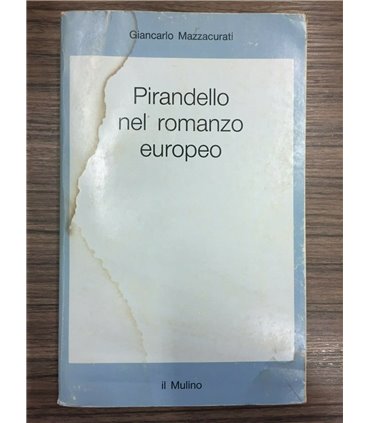 Giancarlo Mazzacurati
Pirandello
nel romanzo
europeo
il Mulino